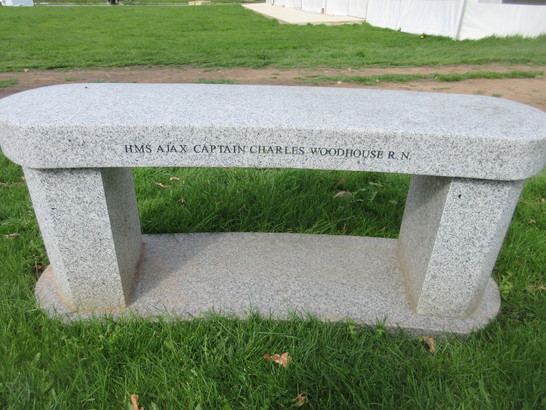 HMS AJAX CAPTAIN CHARLES WOODHOUSE R.N.